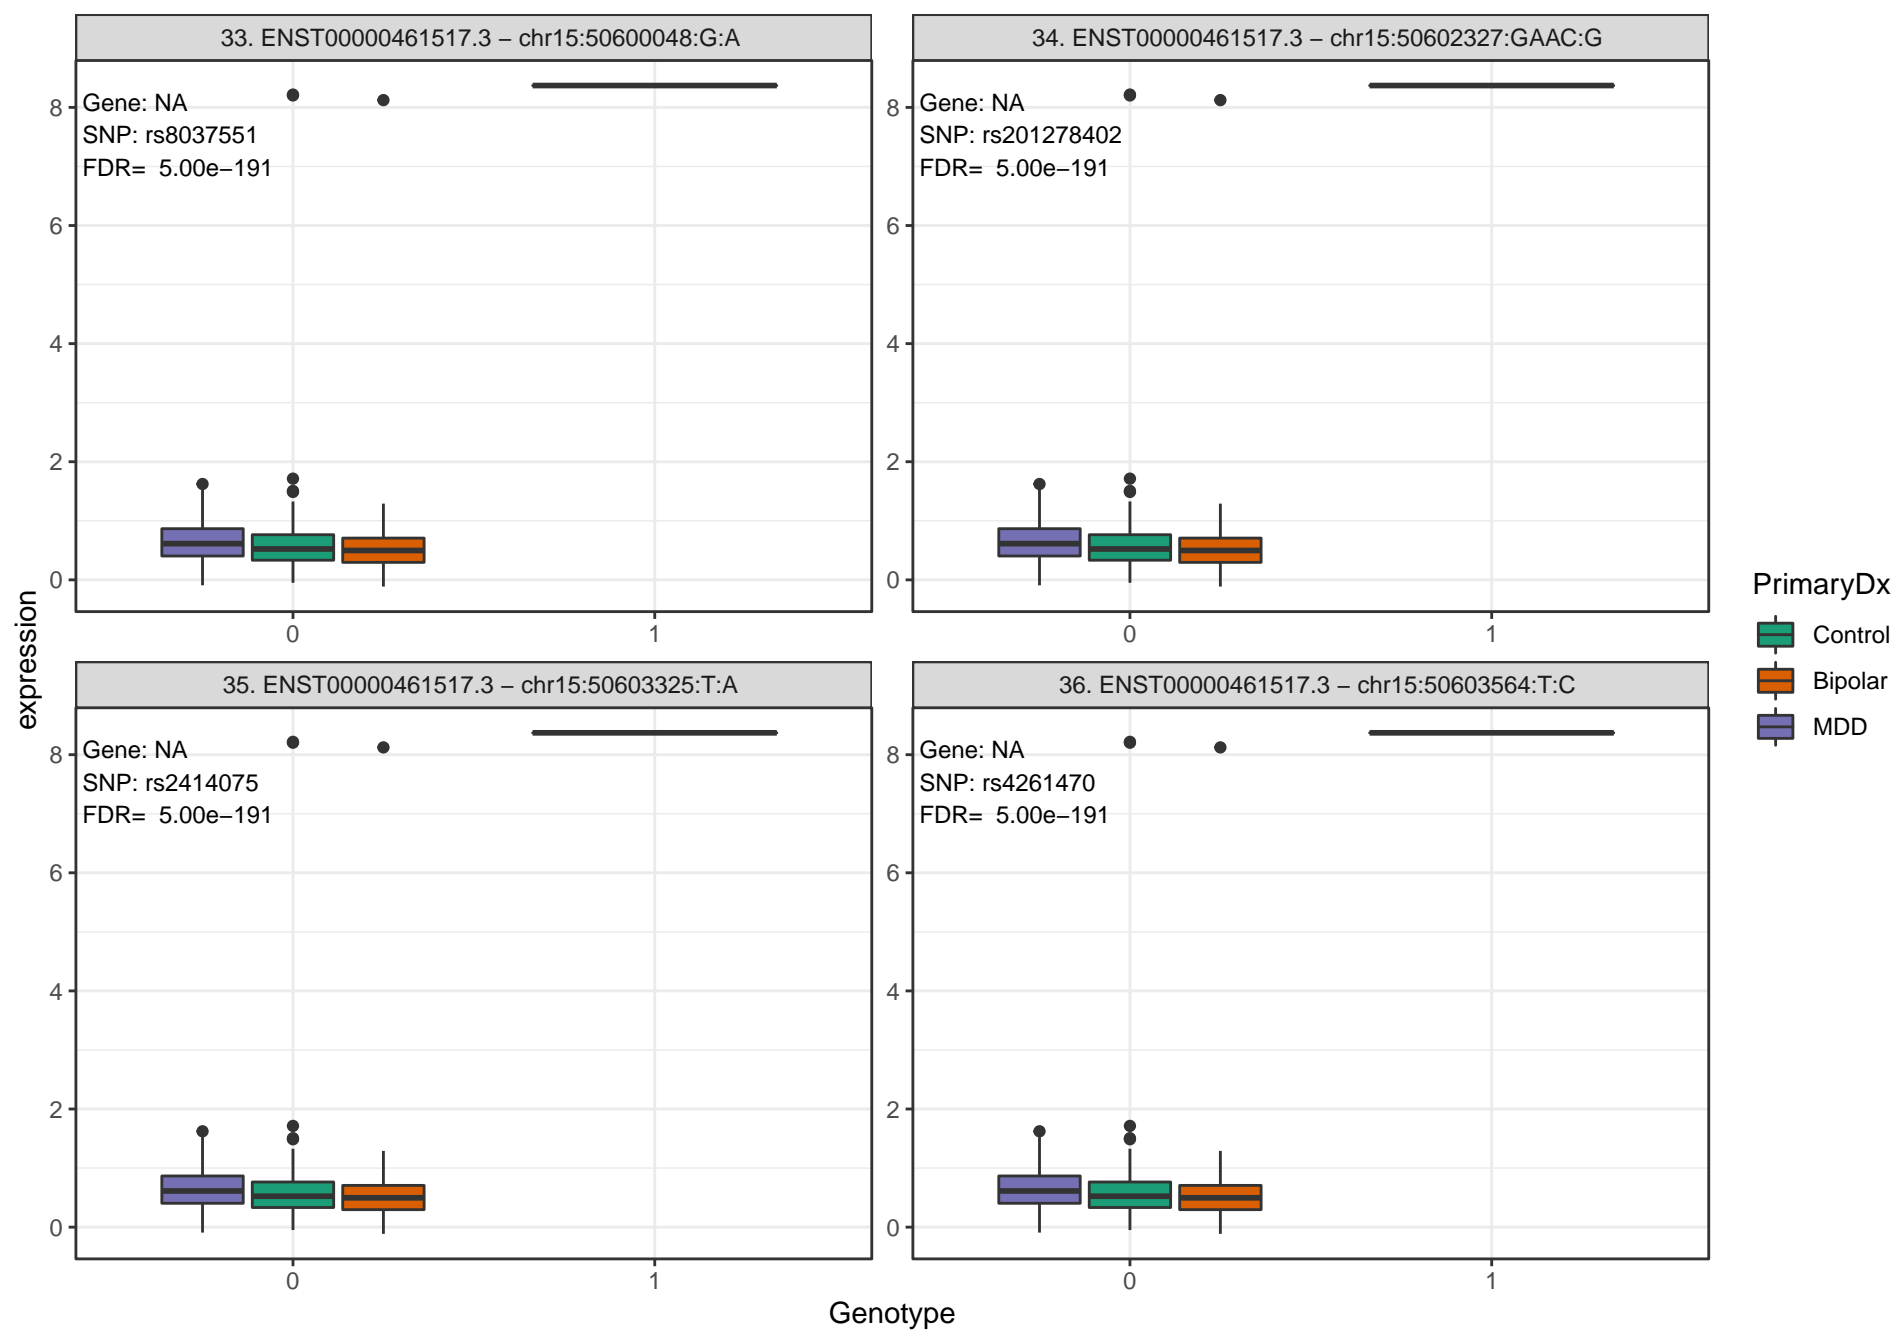 33. ENST00000461517.3 − chr15:50600048:G:A
Gene: NA
SNP: rs8037551
FDR=  5.00e−191
8
6
4
2
0
0
1
34. ENST00000461517.3 − chr15:50602327:GAAC:G
Gene: NA
SNP: rs201278402
FDR=  5.00e−191
8
6
4
2
0
0
1
35. ENST00000461517.3 − chr15:50603325:T:A
Gene: NA
SNP: rs2414075
FDR=  5.00e−191
8
6
4
2
0
0
1
36. ENST00000461517.3 − chr15:50603564:T:C
Gene: NA
SNP: rs4261470
FDR=  5.00e−191
8
6
4
2
0
0
1
expression
Genotype
PrimaryDx
Control
Bipolar
MDD